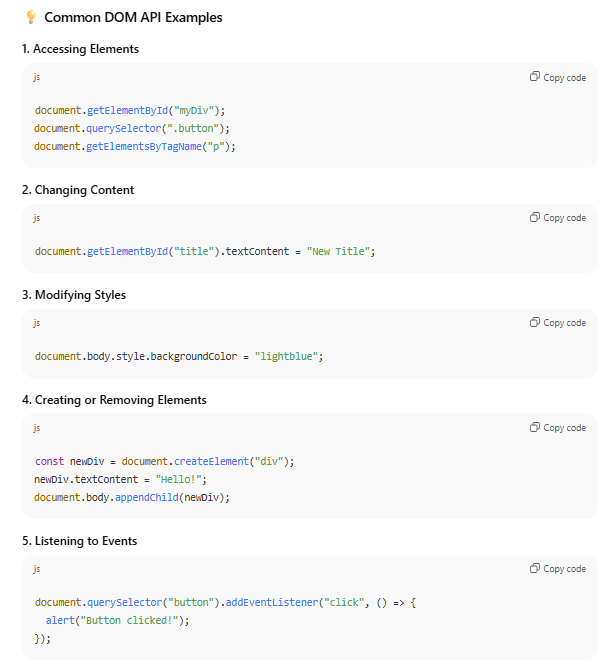 💡 Common DOM API Examples
1. Accessing Elements
js
Copy code
document.getElementById("myDiv");
document.querySelector(".button");
document.getElementsByTagName("p");
2. Changing Content
js
Copy code
document.getElementById("title").textContent = "New Title";
3. Modifying Styles
js
Copy code
document.body.style.backgroundColor = "lightblue";
4. Creating or Removing Elements
js
Copy code
const newDiv = document.createElement("div");
newDiv.textContent = "Hello!";
document.body.appendChild(newDiv);
5. Listening to Events
js
Copy code
document.querySelector("button").addEventListener("click", () => {
  alert("Button clicked!");
});